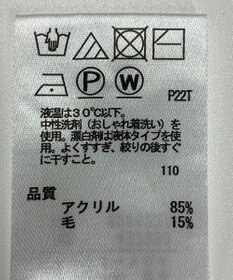 P W
P22T
液温は30℃以下。
中性洗剤(おしゃれ着洗い)を
使用。漂白剤は液体タイプを使
用。よくすすぎ、絞りの後すぐ
に干すこと。
110
品質
アクリル 85%
毛 15%